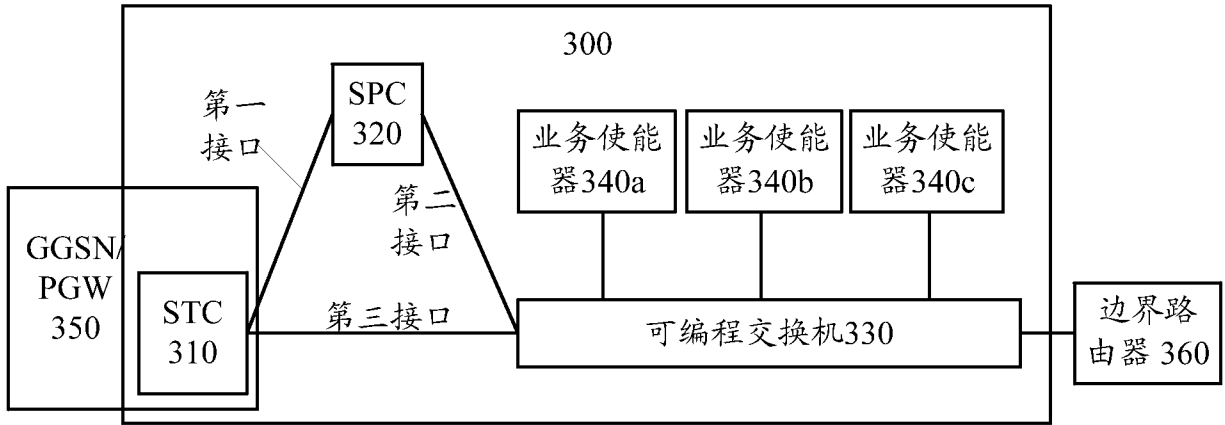 300
SPC
320
第一
接口
第二
接口
业务使能
器340a
业务使能
器340b
业务使能
器340c
GGSN/
PGW
350
STC
310
第三接口
可编程交换机330
边界路
由器 360